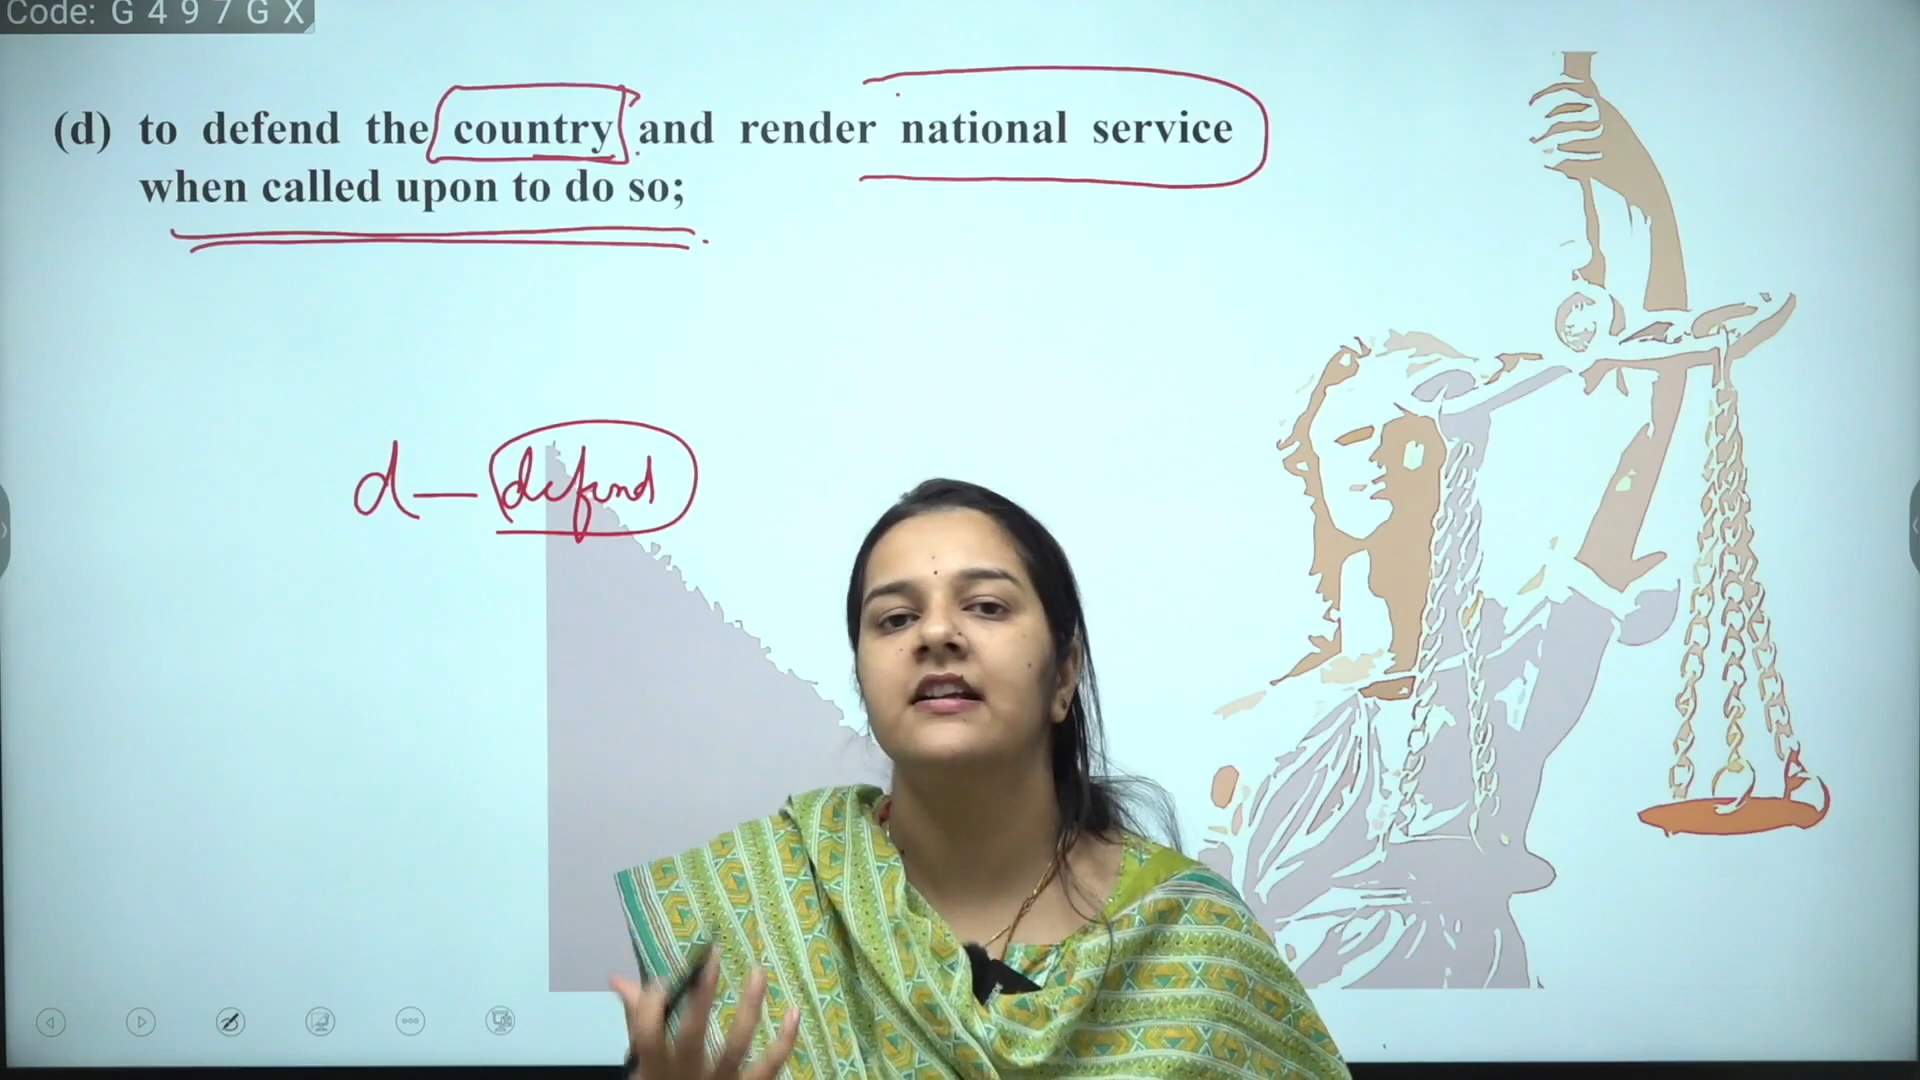 Code: G 4 9 7 G X
(d) to defend the country and render national service
when called upon to do so;
d — defend